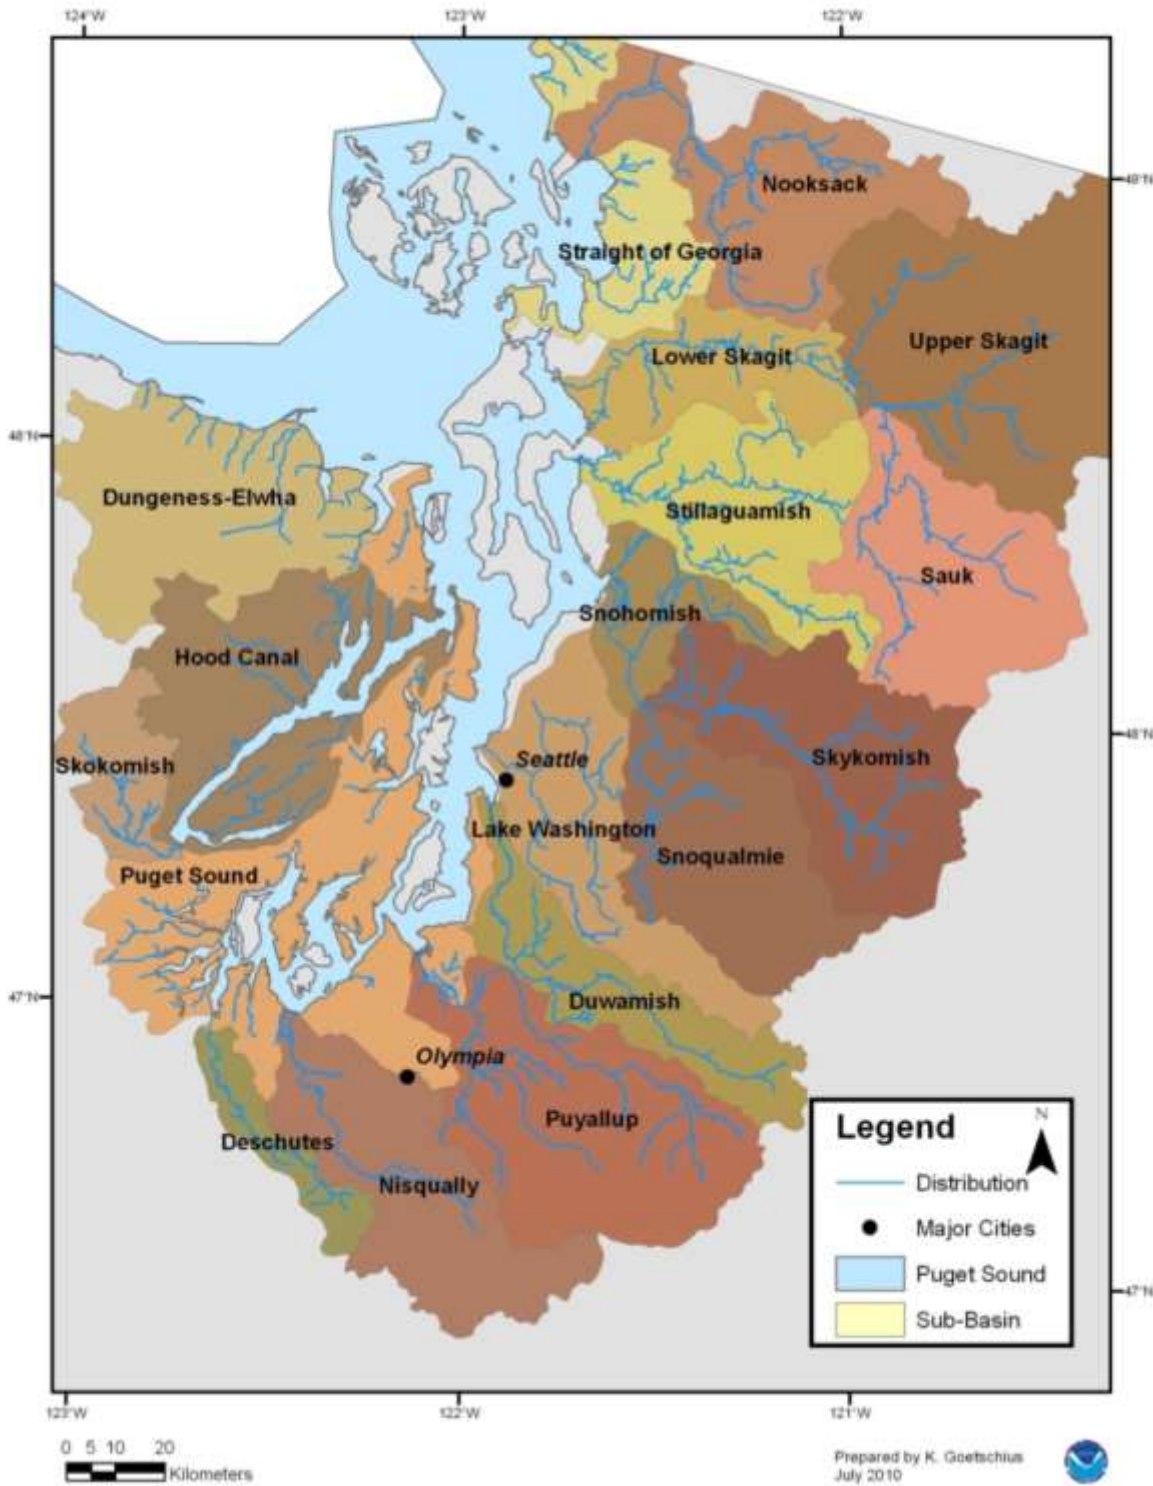 124°W 123°W 122°W
48°N
Nooksack
Straight of Georgia
Upper Skagit
Lower Skagit
48°N
Dungeness-Elwha
Stillaguamish
Sauk
Snohomish
Hood Canal
48°N
Skokomish
Seattle
Skykomish
Lake Washington
Snoqualmie
Puget Sound
47°N
Duwamish
Olympia
Puyallup
Deschutes
Nisqually
Legend
N
Distribution
Major Cities
Puget Sound
Sub-Basin
47°N
123°W 122°W 121°W
0 5 10 20
Kilometers
Prepared by K. Goetschius
July 2010